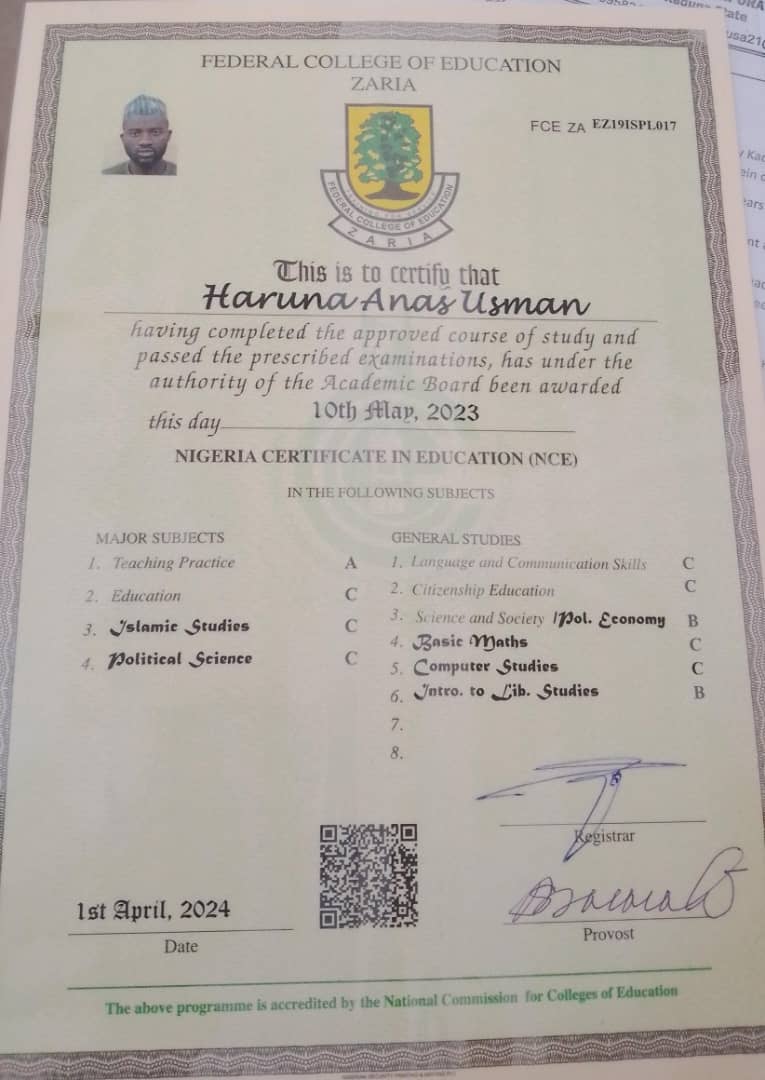 FEDERAL COLLEGE OF EDUCATION
ZARIA
FCE ZA EZ19ISPL017
FEDERAL COLLEGE OF EDUCATION
ZARIA
This is to certify that
Haruna Anas Usman
having completed the approved course of study and
passed the prescribed examinations, has under the
authority of the Academic Board been awarded
this day 10th May, 2023
NIGERIA CERTIFICATE IN EDUCATION (NCE)
IN THE FOLLOWING SUBJECTS
MAJOR SUBJECTS
1. Teaching Practice A
2. Education C
3. Islamic Studies C
4. Political Science C
GENERAL STUDIES
1. Language and Communication Skills C
2. Citizenship Education C
3. Science and Society /Pol. Economy B
4. Basic Maths C
5. Computer Studies C
6. Intro. to Lib. Studies B
7.
8.
Registrar
1st April, 2024
Date
Provost
The above programme is accredited by the National Commission for Colleges of Education